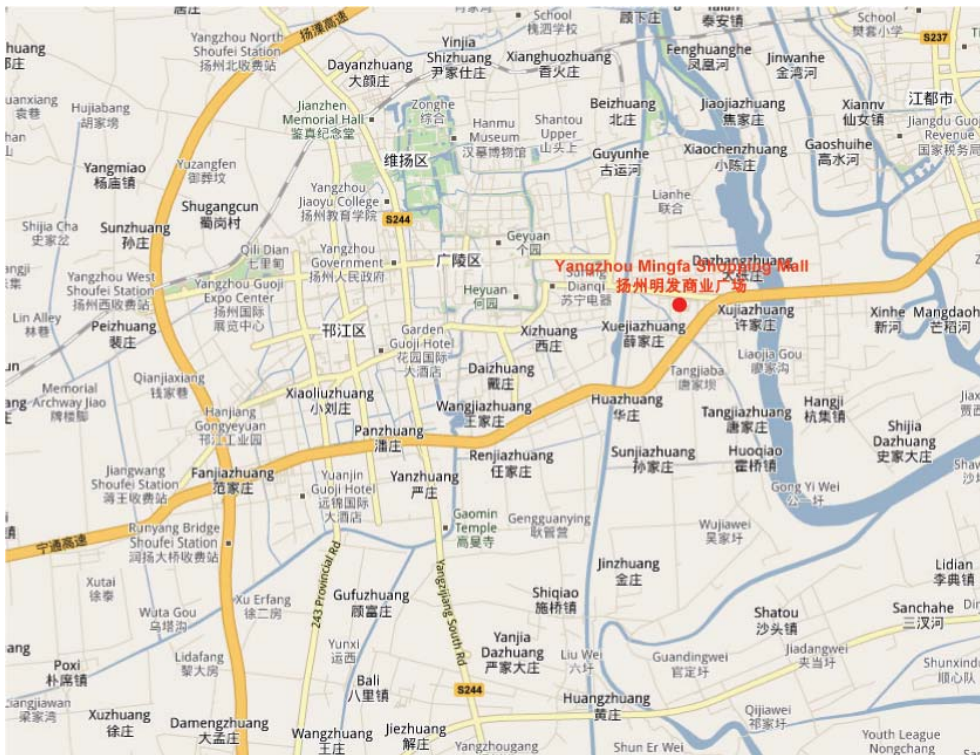 唐庄
扬溧高速
School
槐泗学校
顾下庄
Taian
泰安镇
School
樊套小学
S237
Yangzhou North
Shoufei Station
扬州北收费站
Yinjia
Shizhuang
尹家仕庄
Xianghuozhuang
香火庄
Fenghuanghe
凤凰河
Jinwanhe
金湾河
Dayanzhuang
大颜庄
江都市
Hujiabang
胡家塝
袁巷
Jianzhen
Memorial Hall
鉴真纪念堂
Zonghe
综合
Hanmu
Museum
汉墓博物馆
Shantou
Upper
山头上
Beizhuang
北庄
Jiaojiazhuang
焦家庄
Xiannv
仙女镇
Jiangdu Guoj
Revenue
国家税务局
Yangmiao
杨庙镇
Yuzangfen
御葬坟
维扬区
Guyunhe
古运河
Xiaochenzhuang
小陈庄
Gaoshuihe
高水河
Yangzhou
Jiaoyu College
扬州教育学院
Lianhe
联合
Shugangcun
蜀岗村
S244
Shijia Cha
史家岔
Sunzhuang
孙庄
Qili Dian
七里甸
Yangzhou
Government
扬州人民政府
Geyuan
个园
广陵区
Dazhangzhuang
大张庄
Yangzhou Mingfa Shopping Mall
扬州明发商业广场
Yangzhou West
Shoufei Station
扬州西收费站
Yangzhou Guoji
Expo Center
扬州国际
展览中心
Heyuan
何园
Suning
Dianqi
苏宁电器
Lin Alley
林巷
Peizhuang
裴庄
邗江区
Garden
Guoji Hotel
花园国际
大酒店
Xizhuang
西庄
Xuejiazhuang
薛家庄
Xujiazhuang
许家庄
Xinhe
新河
Mangdaoh
芒稻河
Liaojia Gou
廖家沟
Memorial
Archway Jiao
牌楼脚
Qianjiaxiang
钱家巷
Daizhuang
戴庄
Tangjiaba
唐家坝
Xiaoliuzhuang
小刘庄
Wangjiazhuang
王家庄
Huazhuang
华庄
Hangji
杭集镇
Hanjiang
Gongyeyuan
邗江工业园
Panzhuang
潘庄
Tangjiazhuang
唐家庄
Shijia
Dazhuang
史家大庄
Renjiazhuang
任家庄
Sunjiazhuang
孙家庄
Huoqiao
霍桥镇
Jiangwang
Shoufei Station
蒋王收费站
Fanjiazhuang
范家庄
Yuanjin
Guoji Hotel
远锦国际
大酒店
Yanzhuang
严庄
Gong Yi Wei
公一圩
Gaomin
Temple
高旻寺
Gengguanying
耿管营
Wujiawei
吴家圩
宁通高速
Runyang Bridge
Shoufei Station
润扬大桥收费站
243 Provincial Rd
Yangzijiang South Rd
Jinzhuang
金庄
Lidian
李典镇
Xutai
徐泰
Xu Erfang
徐二房
Gufuzhuang
顾富庄
Shiqiao
施桥镇
Sanchahe
三汊河
Wuta Gou
乌塔沟
Shatou
沙头镇
Yunxi
运西
Yanjia
Dazhuang
严家大庄
Liu Wei
六圩
Guandingwei
官定圩
Jiadangwei
夹当圩
Poxi
朴席镇
Lidafang
黎大房
Shunxindu
顺心队
Bali
八里镇
S244
Huangzhuang
黄庄
梁家湾
Xuzhuang
徐庄
Damengzhuang
大孟庄
Qijiawei
祁家圩
Wangzhuang
王庄
Jiezhuang
解庄
Yangzhougang
Shun Er Wei
Youth League
Nongchang